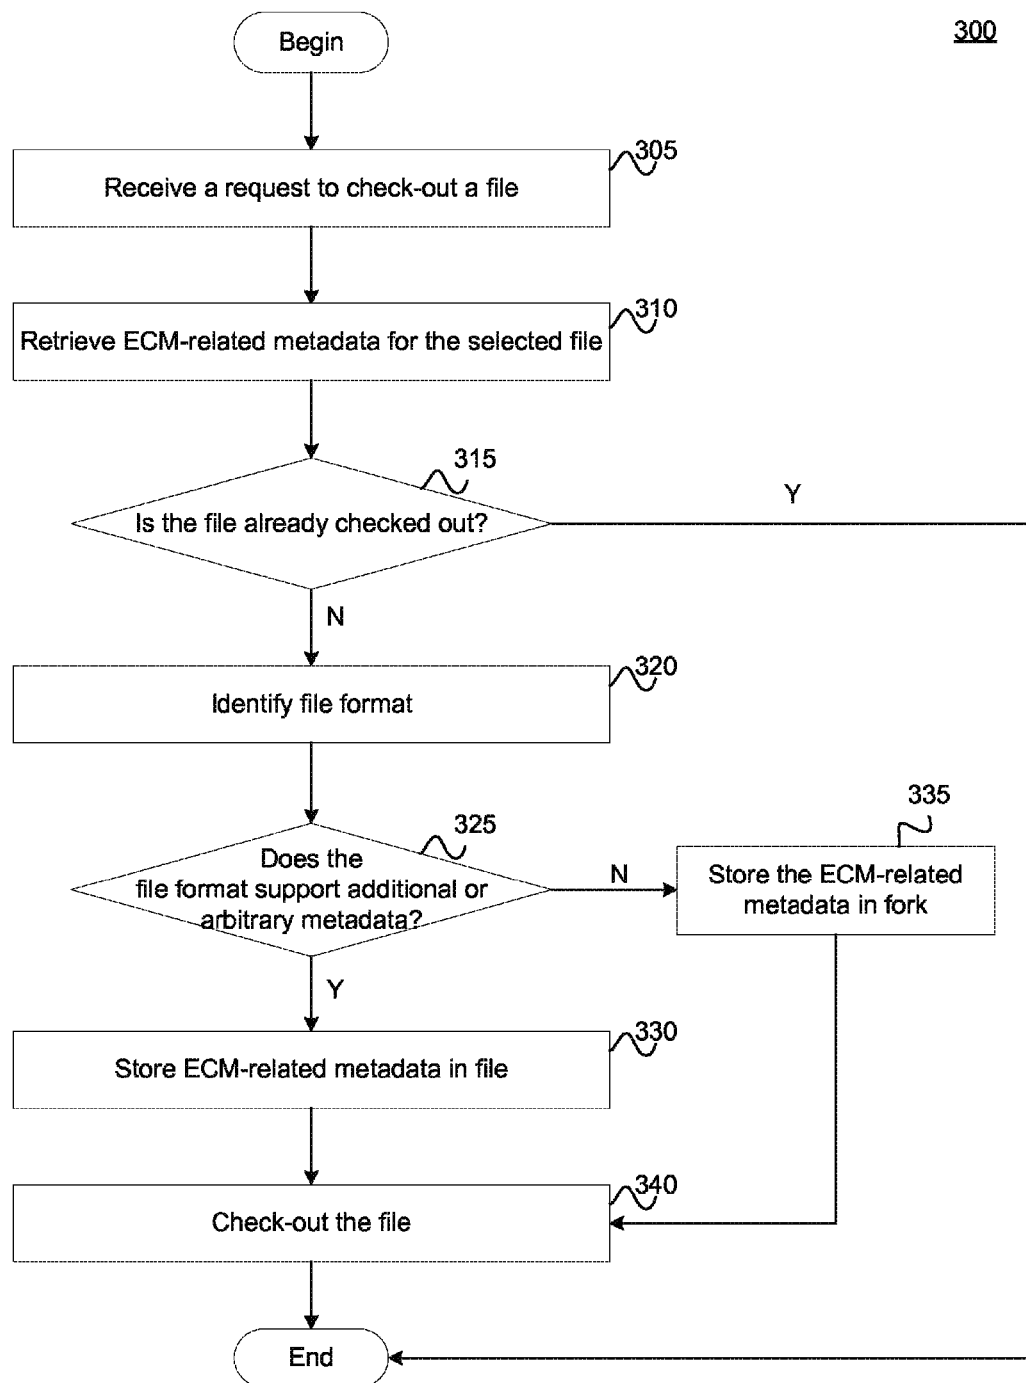 Begin
300
305
Receive a request to check-out a file
310
Retrieve ECM-related metadata for the selected file
315
Is the file already checked out?
Y
N
320
Identify file format
325
Does the
file format support additional or
arbitrary metadata?
N
335
Store the ECM-related
metadata in fork
Y
330
Store ECM-related metadata in file
340
Check-out the file
End